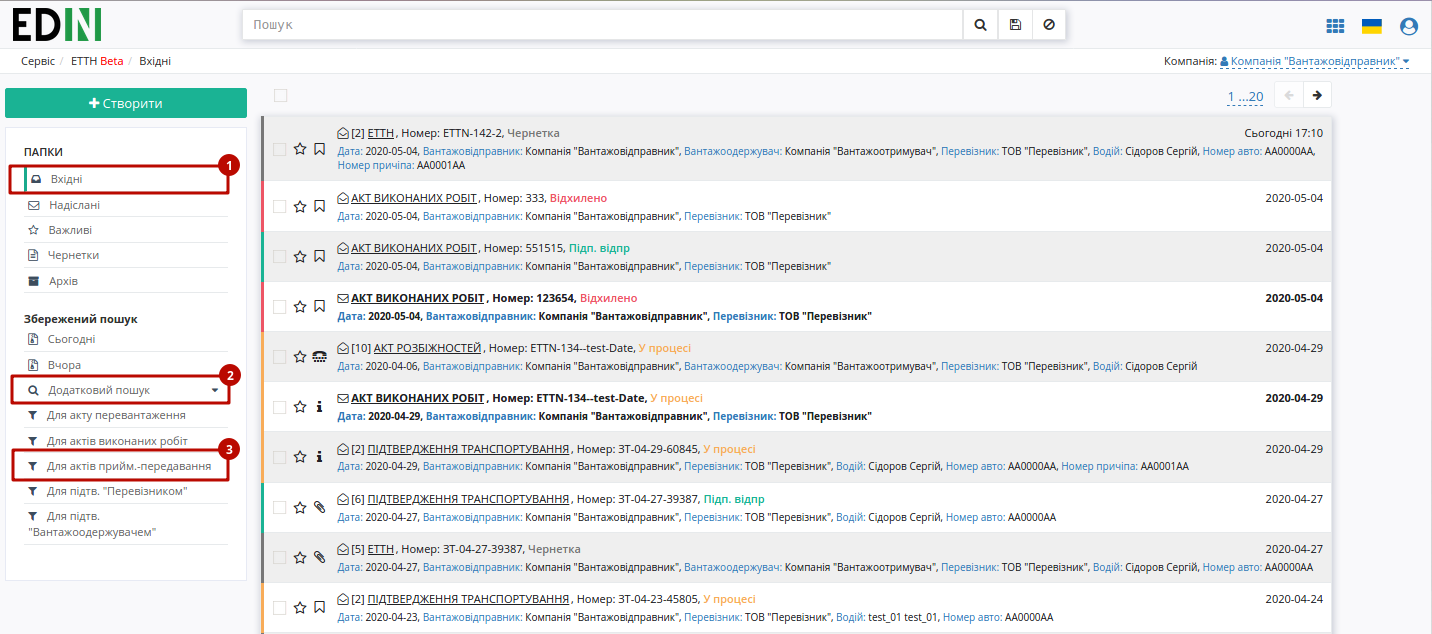 EDIN
Пошук
Сервіс / ЕТТН Beta / Вхідні
Компанія: Компанія "Вантажовідправник"
Створити
1 ...20
ПАПКИ
1
Вхідні
Надіслані
Важливі
Чернетки
Архів
Збережений пошук
Сьогодні
Вчора
2
Додатковий пошук
Для акту перевантаження
Для актів виконаних робіт
3
Для актів прийм.-передавання
Для підтв. "Перевізником"
Для підтв.
"Вантажоодержувачем"
[2] ЕТТН, Номер: ETTN-142-2, Чернетка
Сьогодні 17:10
Дата: 2020-05-04, Вантажовідправник: Компанія "Вантажовідправник", Вантажоодержувач: Компанія "Вантажоотримувач", Перевізник: ТОВ "Перевізник", Водій: Сідоров Сергій, Номер авто: АА0000АА,
Номер причіпа: АА0001АА
АКТ ВИКОНАНИХ РОБІТ, Номер: 333, Відхилено
2020-05-04
Дата: 2020-05-04, Вантажовідправник: Компанія "Вантажовідправник", Перевізник: ТОВ "Перевізник"
АКТ ВИКОНАНИХ РОБІТ, Номер: 551515, Підп. відпр
2020-05-04
Дата: 2020-05-04, Вантажовідправник: Компанія "Вантажовідправник", Перевізник: ТОВ "Перевізник"
АКТ ВИКОНАНИХ РОБІТ, Номер: 123654, Відхилено
2020-05-04
Дата: 2020-05-04, Вантажовідправник: Компанія "Вантажовідправник", Перевізник: ТОВ "Перевізник"
[10] АКТ РОЗБІЖНОСТЕЙ, Номер: ETTN-134--test-Date, У процесі
2020-04-29
Дата: 2020-04-06, Вантажовідправник: Компанія "Вантажовідправник", Вантажоодержувач: Компанія "Вантажоотримувач", Перевізник: ТОВ "Перевізник", Водій: Сідоров Сергій
АКТ ВИКОНАНИХ РОБІТ, Номер: ETTN-134--test-Date, У процесі
2020-04-29
Дата: 2020-04-29, Вантажовідправник: Компанія "Вантажовідправник", Перевізник: ТОВ "Перевізник"
[2] ПІДТВЕРДЖЕННЯ ТРАНСПОРТУВАННЯ, Номер: ЗТ-04-29-60845, У процесі
2020-04-29
Дата: 2020-04-29, Вантажовідправник: Компанія "Вантажовідправник", Перевізник: ТОВ "Перевізник", Водій: Сідоров Сергій, Номер авто: АА0000АА, Номер причіпа: АА0001АА
[6] ПІДТВЕРДЖЕННЯ ТРАНСПОРТУВАННЯ, Номер: ЗТ-04-27-39387, Підп. відпр
2020-04-27
Дата: 2020-04-27, Вантажовідправник: Компанія "Вантажовідправник", Перевізник: ТОВ "Перевізник", Водій: Сідоров Сергій, Номер авто: АА0000АА
[5] ЕТТН, Номер: ЗТ-04-27-39387, Чернетка
2020-04-27
Дата: 2020-04-27, Вантажовідправник: Компанія "Вантажовідправник", Вантажоодержувач: Компанія "Вантажоотримувач", Перевізник: ТОВ "Перевізник", Водій: Сідоров Сергій, Номер авто: АА0000АА
[2] ПІДТВЕРДЖЕННЯ ТРАНСПОРТУВАННЯ, Номер: ЗТ-04-23-45805, У процесі
2020-04-24
Дата: 2020-04-23, Вантажовідправник: Компанія "Вантажовідправник", Перевізник: ТОВ "Перевізник", Водій: test_01 test_01, Номер авто: АА0000АА